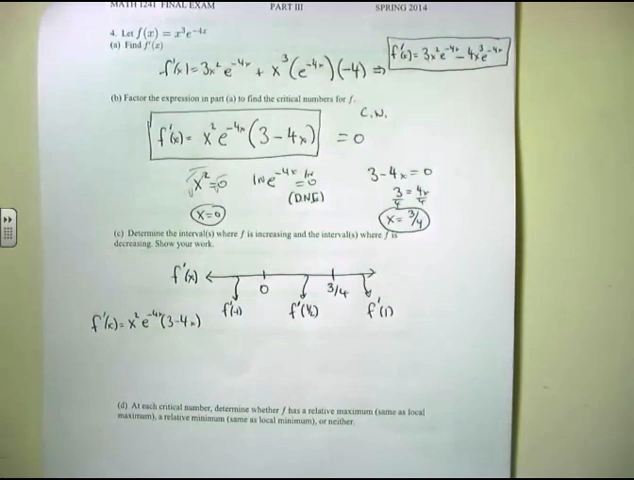 MATH 1241 FINAL EXAM PART III SPRING 2014
4. Let f(x) = x³e⁻⁴ˣ
(a) Find f′(x)
f′(x) = 3x²e⁻⁴ˣ + x³(e⁻⁴ˣ)(-4) ⇒ f′(x) = 3x²e⁻⁴ˣ − 4x³e⁻⁴ˣ
(b) Factor the expression in part (a) to find the critical numbers for f.
C.N.
f′(x) = x²e⁻⁴ˣ(3−4x) = 0
√x² = √0 ln e⁻⁴ˣ = ln 0 3−4x = 0
(DNE) 3/4 = 4x/4
x=0 x = 3/4
(c) Determine the interval(s) where f is increasing and the interval(s) where f is
decreasing. Show your work.
f′(x)
0 3/4
f′(-1) f′(½) f′(1)
f′(x) = x²e⁻⁴ˣ(3−4x)
(d) At each critical number, determine whether f has a relative maximum (same as local
maximum), a relative minimum (same as local minimum), or neither.